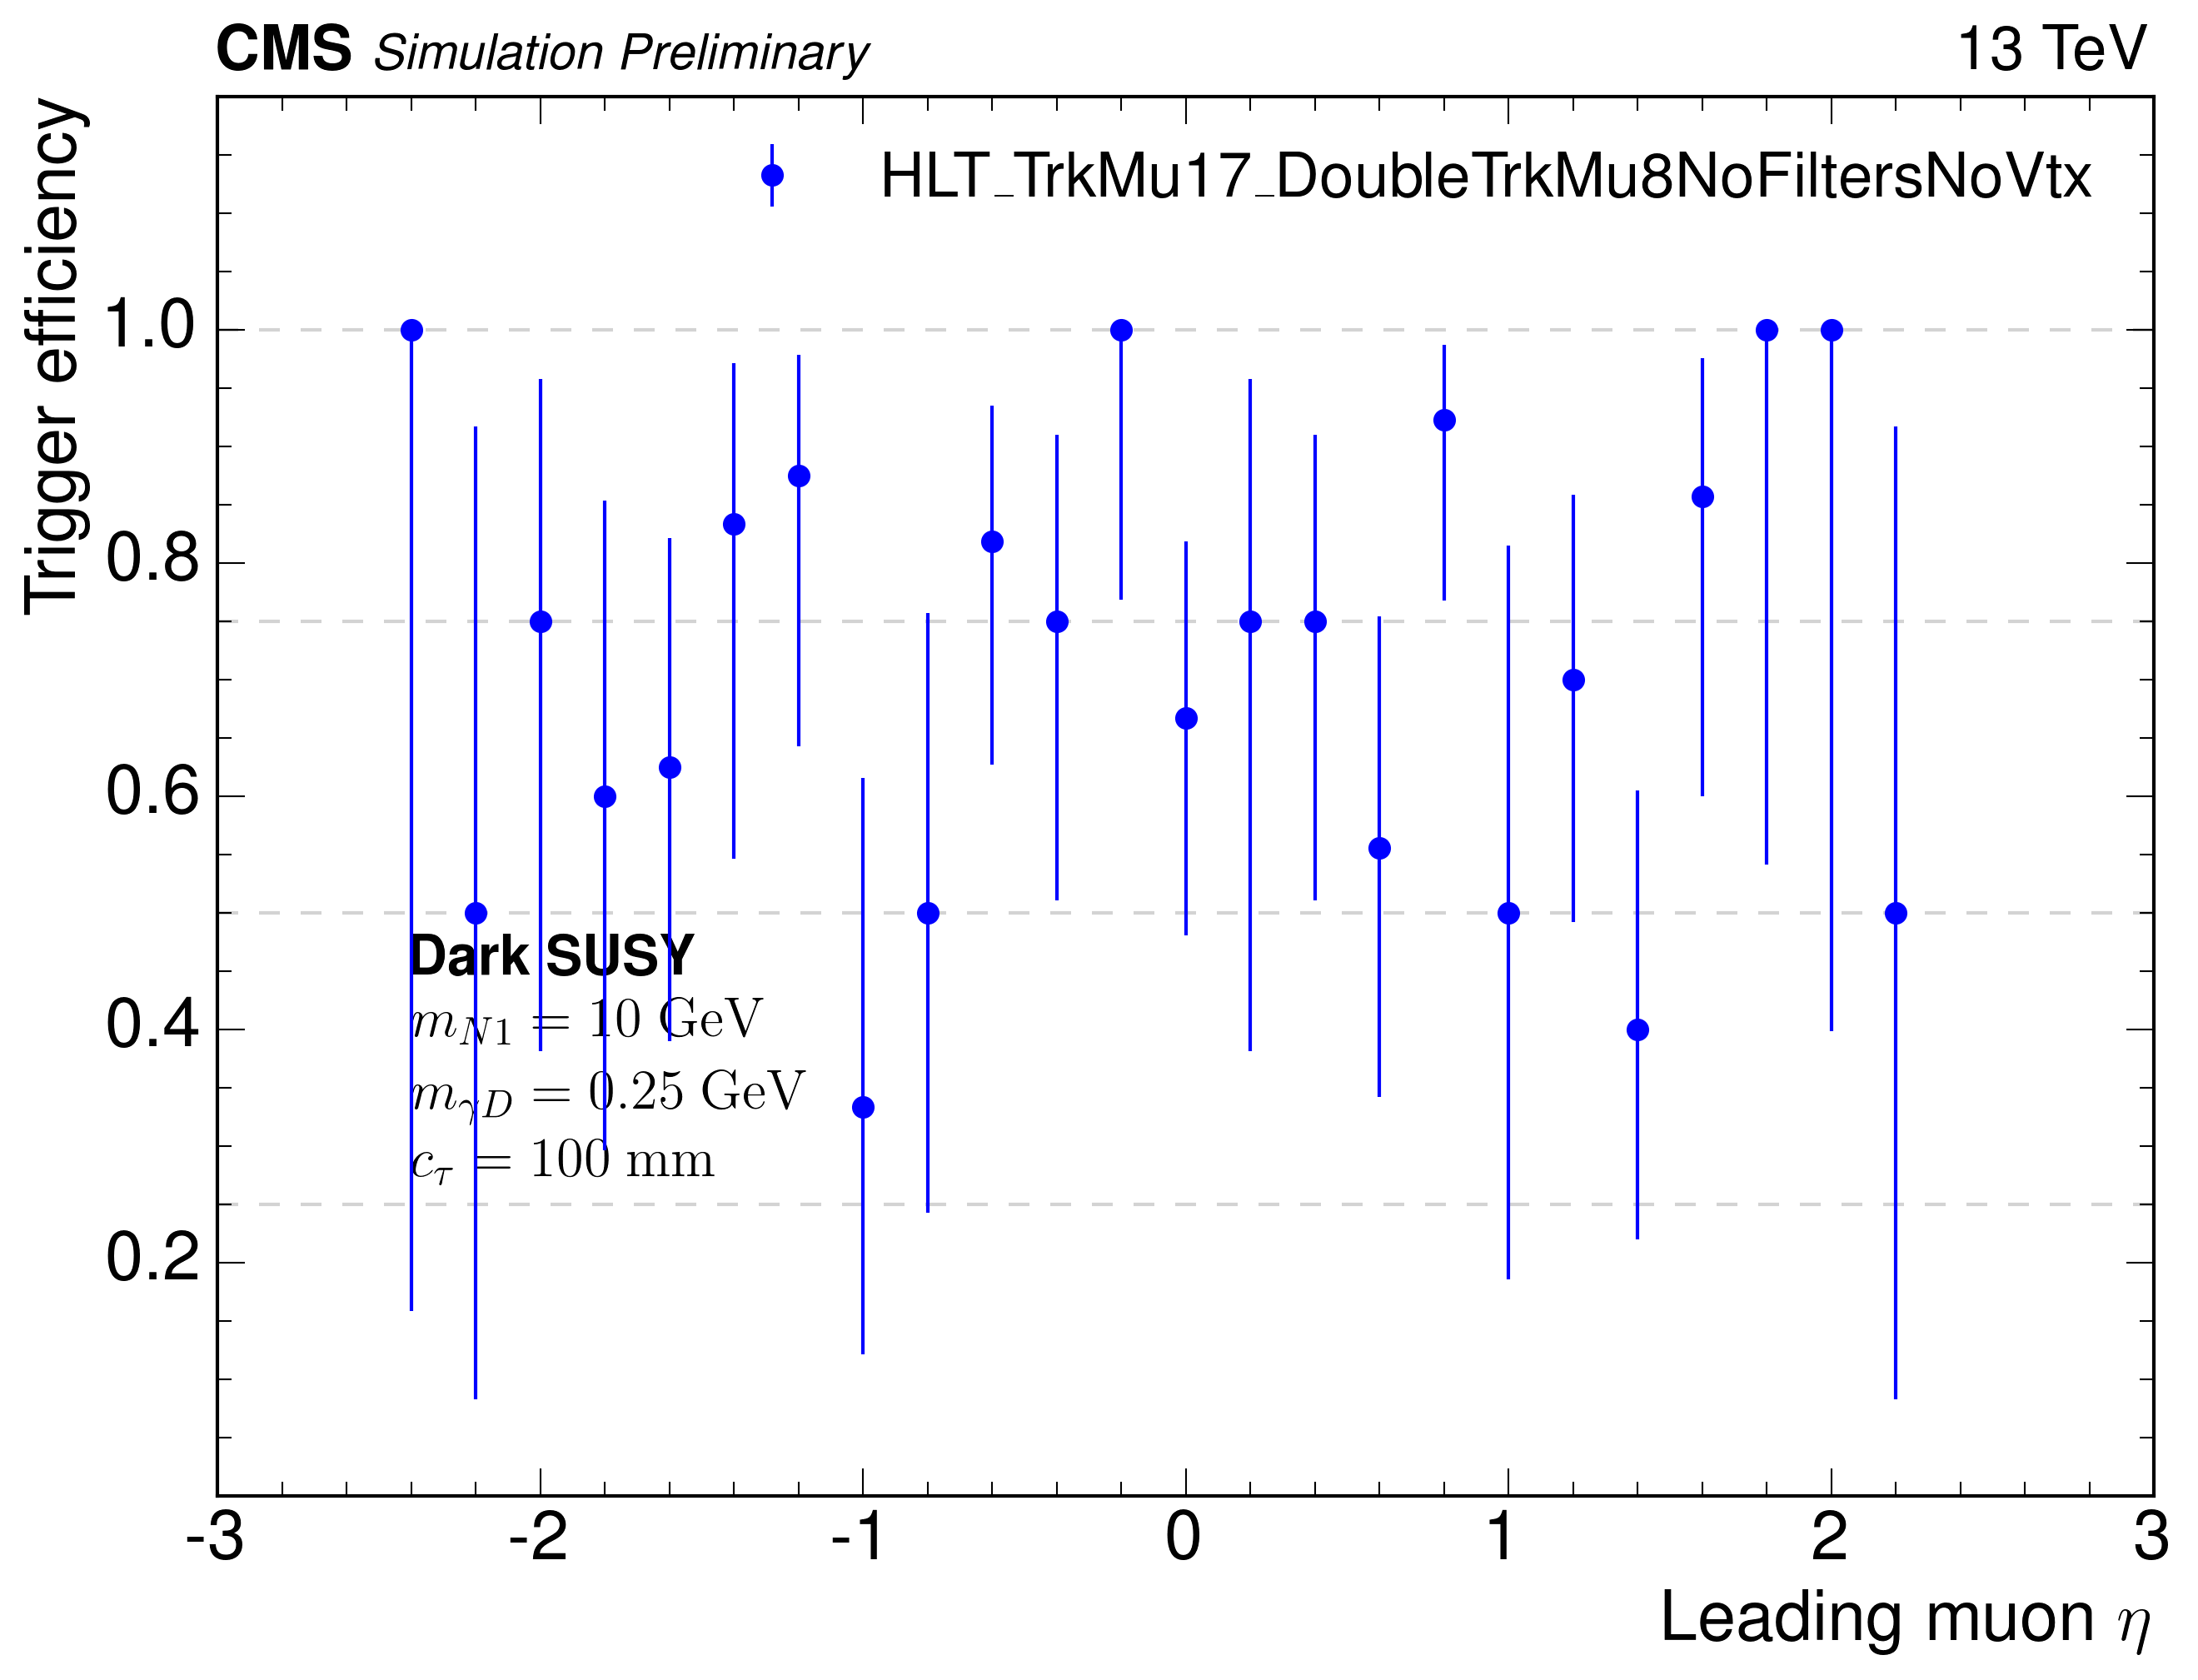 CMS Simulation Preliminary 13 TeV
HLT_TrkMu17_DoubleTrkMu8NoFiltersNoVtx
Trigger efficiency
1.0
0.8
0.6
0.4
0.2
Dark SUSY
m_{N1} = 10 GeV
m_{γD} = 0.25 GeV
c_τ = 100 mm
-3 -2 -1 0 1 2 3
Leading muon η